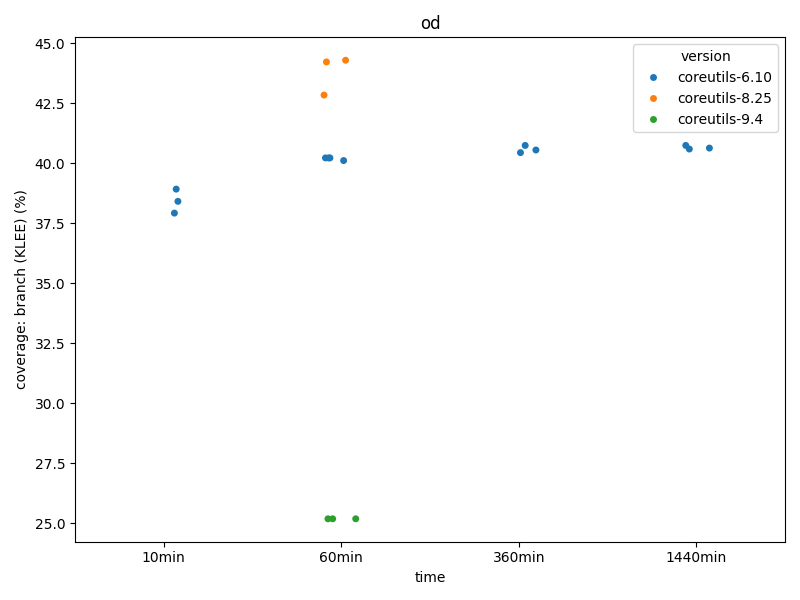 od
version
coreutils-6.10
coreutils-8.25
coreutils-9.4
coverage: branch (KLEE) (%)
45.0
42.5
40.0
37.5
35.0
32.5
30.0
27.5
25.0
10min
60min
360min
1440min
time